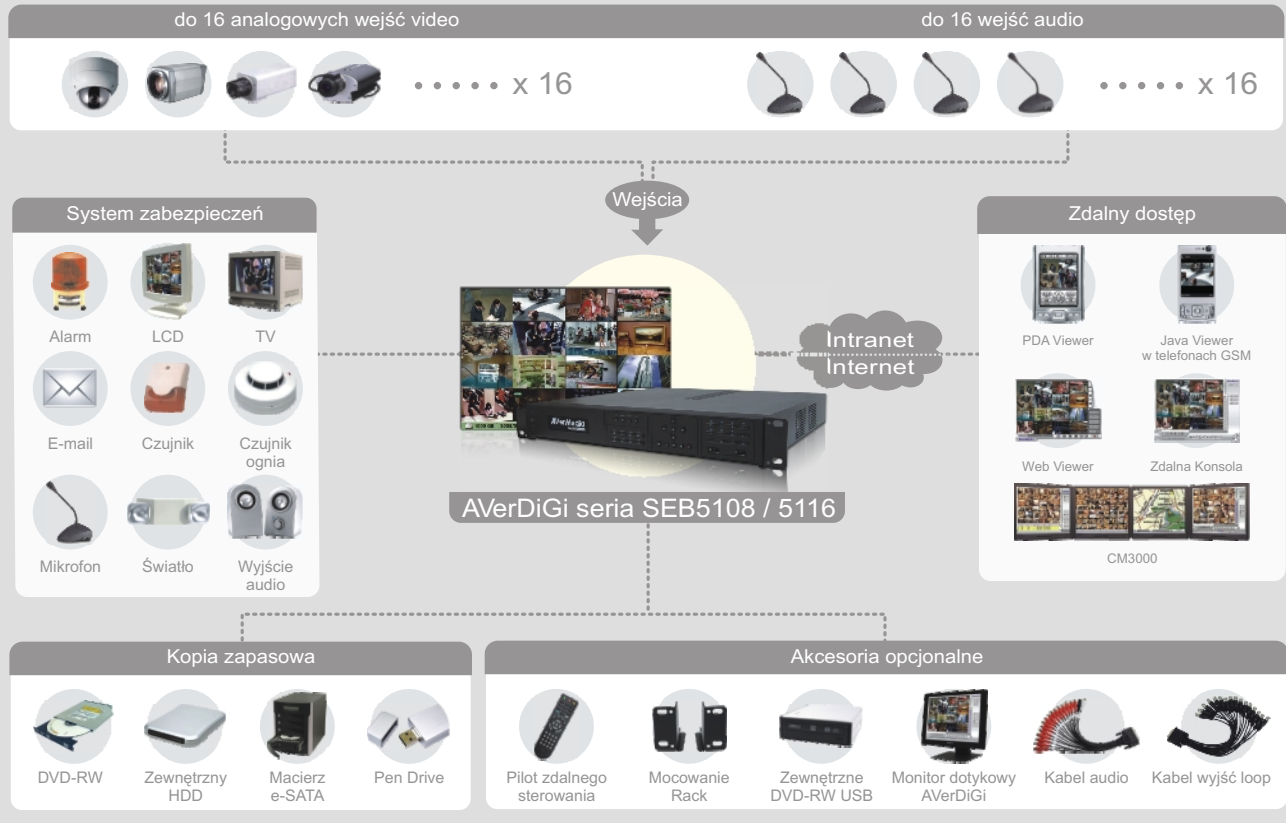 do 16 analogowych wejść video
do 16 wejść audio
x 16
x 16
Wejścia
System zabezpieczeń
Alarm
LCD
TV
E-mail
Czujnik
Czujnik
ognia
Mikrofon
Światło
Wyjście
audio
Intranet
Internet
AVerMedia
AVerDiGi seria SEB5108 / 5116
Zdalny dostęp
PDA Viewer
Java Viewer
w telefonach GSM
Web Viewer
Zdalna Konsola
CM3000
Kopia zapasowa
DVD-RW
Zewnętrzny
HDD
Macierz
e-SATA
Pen Drive
Akcesoria opcjonalne
Pilot zdalnego
sterowania
Mocowanie
Rack
Zewnętrzne
DVD-RW USB
Monitor dotykowy
AVerDiGi
Kabel audio
Kabel wyjść loop